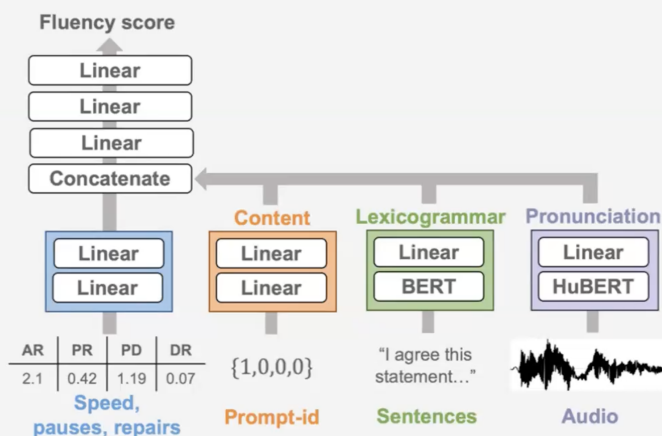 Fluency score
Linear
Linear
Linear
Concatenate
Content
Lexicogrammar
Pronunciation
Linear
Linear
Linear
Linear
Linear
BERT
Linear
HuBERT
AR PR PD DR
2.1 0.42 1.19 0.07
{1,0,0,0}
"I agree this
statement..."
Speed,
pauses, repairs
Prompt-id
Sentences
Audio